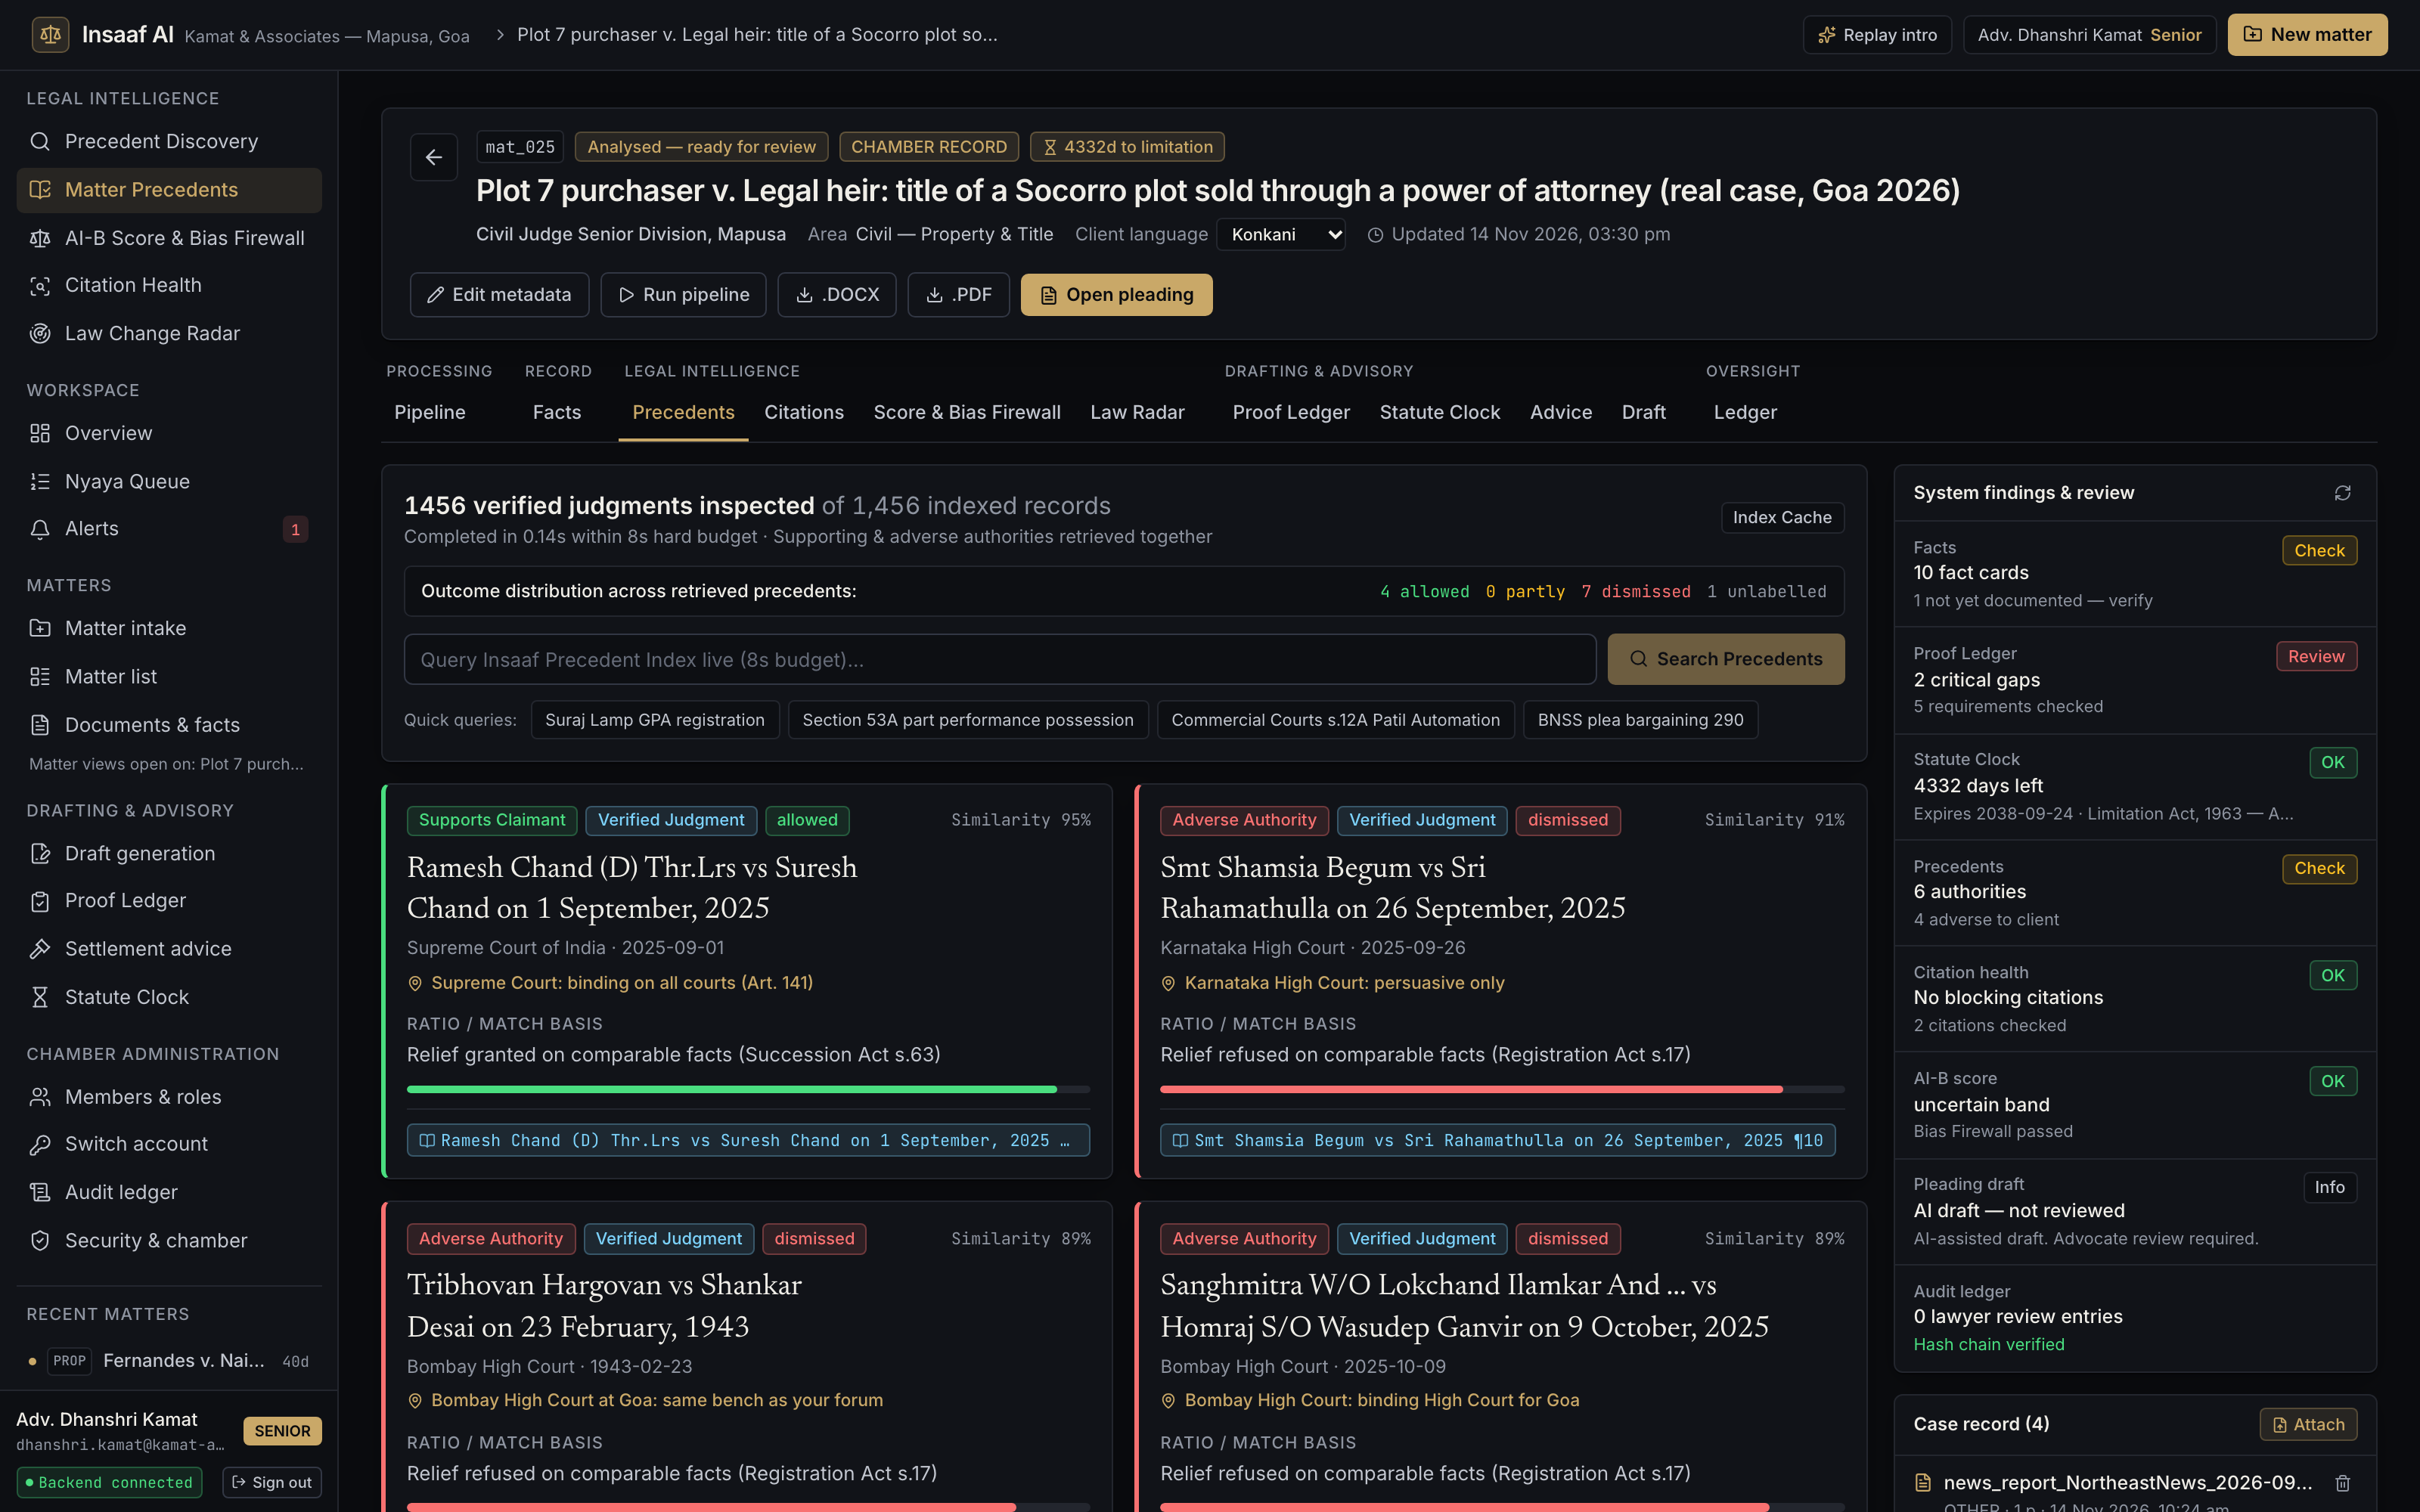 Insaaf AI Kamat & Associates — Mapusa, Goa > Plot 7 purchaser v. Legal heir: title of a Socorro plot so...
Replay intro
Adv. Dhanshri Kamat Senior
New matter
LEGAL INTELLIGENCE
Precedent Discovery
Matter Precedents
AI-B Score & Bias Firewall
Citation Health
Law Change Radar
WORKSPACE
Overview
Nyaya Queue
Alerts 1
MATTERS
Matter intake
Matter list
Documents & facts
Matter views open on: Plot 7 purch...
DRAFTING & ADVISORY
Draft generation
Proof Ledger
Settlement advice
Statute Clock
CHAMBER ADMINISTRATION
Members & roles
Switch account
Audit ledger
Security & chamber
RECENT MATTERS
PROP Fernandes v. Nai... 40d
Adv. Dhanshri Kamat
dhanshri.kamat@kamat-a…
SENIOR
Backend connected
Sign out
mat_025 Analysed — ready for review CHAMBER RECORD 4332d to limitation
Plot 7 purchaser v. Legal heir: title of a Socorro plot sold through a power of attorney (real case, Goa 2026)
Civil Judge Senior Division, Mapusa Area Civil — Property & Title Client language Konkani Updated 14 Nov 2026, 03:30 pm
Edit metadata Run pipeline .DOCX .PDF Open pleading
PROCESSING RECORD LEGAL INTELLIGENCE DRAFTING & ADVISORY OVERSIGHT
Pipeline Facts Precedents Citations Score & Bias Firewall Law Radar Proof Ledger Statute Clock Advice Draft Ledger
1456 verified judgments inspected of 1,456 indexed records
Completed in 0.14s within 8s hard budget · Supporting & adverse authorities retrieved together
Index Cache
Outcome distribution across retrieved precedents: 4 allowed 0 partly 7 dismissed 1 unlabelled
Query Insaaf Precedent Index live (8s budget)...
Search Precedents
Quick queries: Suraj Lamp GPA registration Section 53A part performance possession Commercial Courts s.12A Patil Automation BNSS plea bargaining 290
Supports Claimant Verified Judgment allowed Similarity 95%
Ramesh Chand (D) Thr.Lrs vs Suresh
Chand on 1 September, 2025
Supreme Court of India · 2025-09-01
Supreme Court: binding on all courts (Art. 141)
RATIO / MATCH BASIS
Relief granted on comparable facts (Succession Act s.63)
Ramesh Chand (D) Thr.Lrs vs Suresh Chand on 1 September, 2025 …
Adverse Authority Verified Judgment dismissed Similarity 91%
Smt Shamsia Begum vs Sri
Rahamathulla on 26 September, 2025
Karnataka High Court · 2025-09-26
Karnataka High Court: persuasive only
RATIO / MATCH BASIS
Relief refused on comparable facts (Registration Act s.17)
Smt Shamsia Begum vs Sri Rahamathulla on 26 September, 2025 ¶10
Adverse Authority Verified Judgment dismissed Similarity 89%
Tribhovan Hargovan vs Shankar
Desai on 23 February, 1943
Bombay High Court · 1943-02-23
Bombay High Court at Goa: same bench as your forum
RATIO / MATCH BASIS
Relief refused on comparable facts (Registration Act s.17)
Adverse Authority Verified Judgment dismissed Similarity 89%
Sanghmitra W/O Lokchand Ilamkar And ... vs
Homraj S/O Wasudep Ganvir on 9 October, 2025
Bombay High Court · 2025-10-09
Bombay High Court: binding High Court for Goa
RATIO / MATCH BASIS
Relief refused on comparable facts (Registration Act s.17)
System findings & review
Facts
10 fact cards
1 not yet documented — verify
Check
Proof Ledger
2 critical gaps
5 requirements checked
Review
Statute Clock
4332 days left
Expires 2038-09-24 · Limitation Act, 1963 — A...
OK
Precedents
6 authorities
4 adverse to client
Check
Citation health
No blocking citations
2 citations checked
OK
AI-B score
uncertain band
Bias Firewall passed
OK
Pleading draft
AI draft — not reviewed
AI-assisted draft. Advocate review required.
Info
Audit ledger
0 lawyer review entries
Hash chain verified
Case record (4)
Attach
news_report_NortheastNews_2026-09...
OTHER · 1 p · 14 Nov 2026, 10:24 am